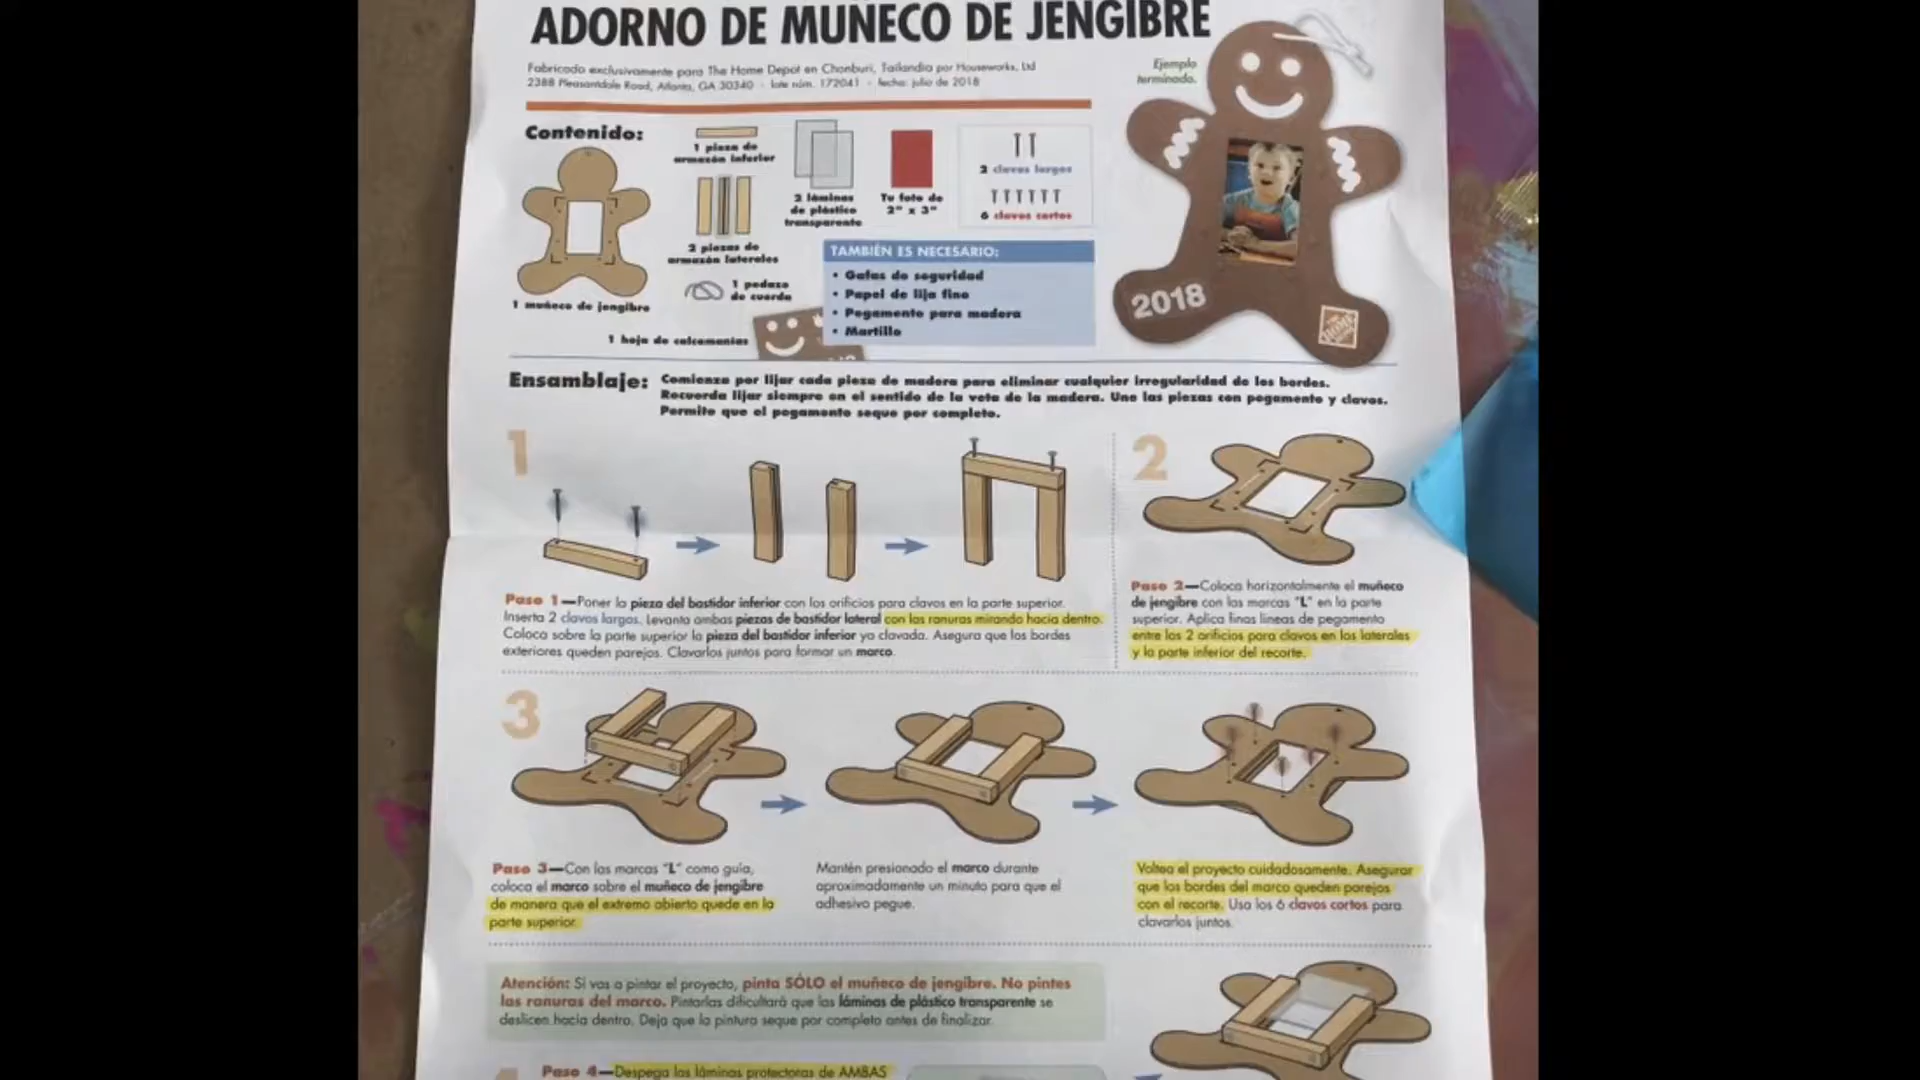 ADORNO DE MUÑECO DE JENGIBRE
Fabricado exclusivamente para The Home Depot en Chonburi, Tailandia por Houseworks, Ltd
2388 Pleasantdale Road, Atlanta, GA 30340 - lote núm. 172041 - fecha: julio de 2018
Ejemplo
terminado.
Contenido:
1 muñeco de jengibre
1 pieza de
armazón inferior
2 piezas de
armazón laterales
1 pedazo
de cuerda
1 hoja de calcomanías
2 láminas
de plástico
transparente
Tu foto de
2" x 3"
2 clavos largos
6 clavos cortos
TAMBIÉN ES NECESARIO:
• Gafas de seguridad
• Papel de lija fino
• Pegamento para madera
• Martillo
2018
THE HOME DEPOT
Ensamblaje: Comienza por lijar cada pieza de madera para eliminar cualquier irregularidad de los bordes.
Recuerda lijar siempre en el sentido de la veta de la madera. Une las piezas con pegamento y clavos.
Permite que el pegamento seque por completo.
1
Paso 1—Poner la pieza del bastidor inferior con los orificios para clavos en la parte superior.
Inserta 2 clavos largos. Levanta ambas piezas de bastidor lateral con las ranuras mirando hacia dentro.
Coloca sobre la parte superior la pieza del bastidor inferior ya clavada. Asegura que los bordes
exteriores queden parejos. Clavarlos juntos para formar un marco.
2
Paso 2—Coloca horizontalmente el muñeco
de jengibre con las marcas "L" en la parte
superior. Aplica finas líneas de pegamento
entre los 2 orificios para clavos en los laterales
y la parte inferior del recorte.
3
Paso 3—Con las marcas "L" como guía,
coloca el marco sobre el muñeco de jengibre
de manera que el extremo abierto quede en la
parte superior.
Mantén presionado el marco durante
aproximadamente un minuto para que el
adhesivo pegue.
Voltea el proyecto cuidadosamente. Asegurar
que los bordes del marco queden parejos
con el recorte. Usa los 6 clavos cortos para
clavarlos juntos.
Atención: Si vas a pintar el proyecto, pinta SÓLO el muñeco de jengibre. No pintes
las ranuras del marco. Pintarlas dificultará que las láminas de plástico transparente se
deslicen hacia dentro. Deja que la pintura seque por completo antes de finalizar.
Paso 4—Despega las láminas protectoras de AMBAS